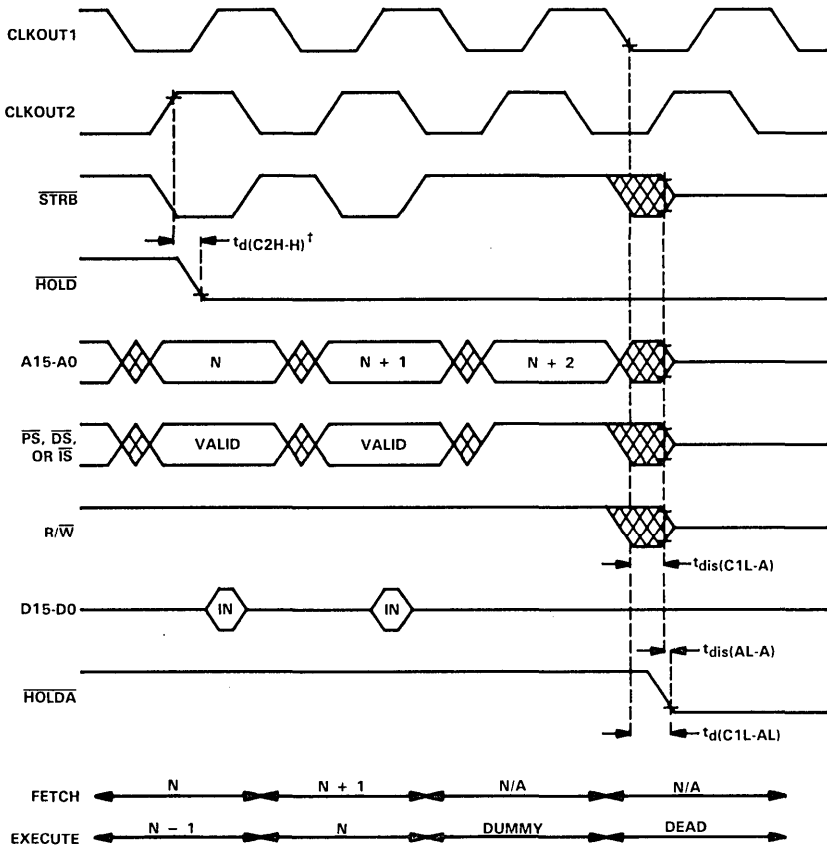 CLKOUT1
CLKOUT2
STRB
td(C2H-H)†
HOLD
A15-A0 N N + 1 N + 2
PS, DS,
OR IS VALID VALID
R/W
tdis(C1L-A)
D15-D0 IN IN
tdis(AL-A)
HOLDA
td(C1L-AL)
FETCH N N + 1 N/A N/A
EXECUTE N − 1 N DUMMY DEAD